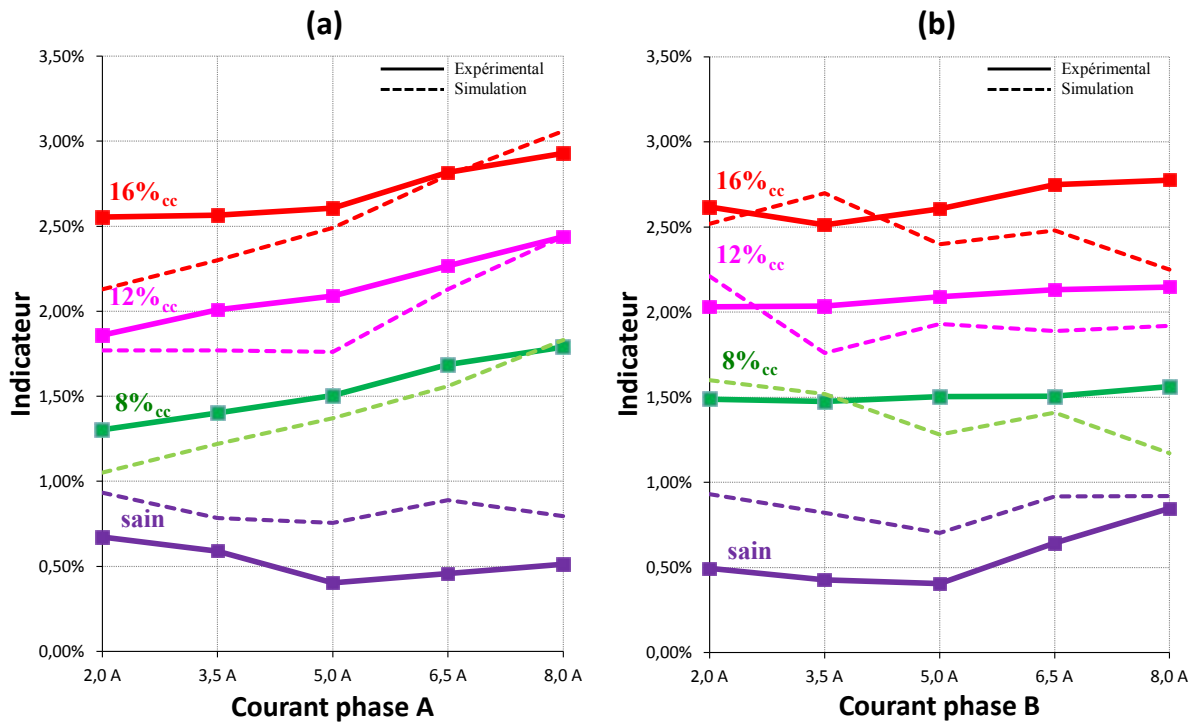 (a)
3,50%
3,00%
2,50%
2,00%
1,50%
1,00%
0,50%
0,00%
Indicateur
Expérimental
Simulation
16%cc
12%cc
8%cc
sain
2,0 A 3,5 A 5,0 A 6,5 A 8,0 A
Courant phase A
(b)
3,50%
3,00%
2,50%
2,00%
1,50%
1,00%
0,50%
0,00%
Indicateur
Expérimental
Simulation
16%cc
12%cc
8%cc
sain
2,0 A 3,5 A 5,0 A 6,5 A 8,0 A
Courant phase B